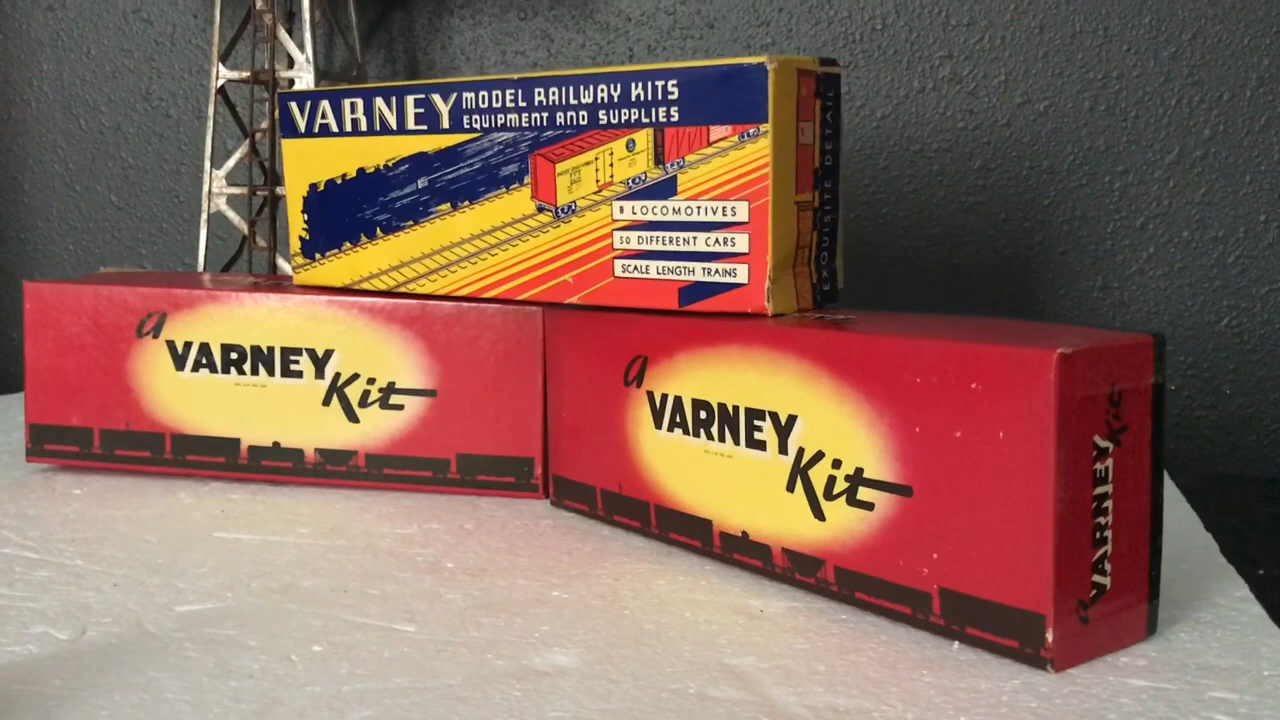 VARNEY MODEL RAILWAY KITS
EQUIPMENT AND SUPPLIES
8 LOCOMOTIVES
50 DIFFERENT CARS
SCALE LENGTH TRAINS
EXQUISITE DETAIL
a
VARNEY
Kit
a
VARNEY
Kit
a VARNEY Kit